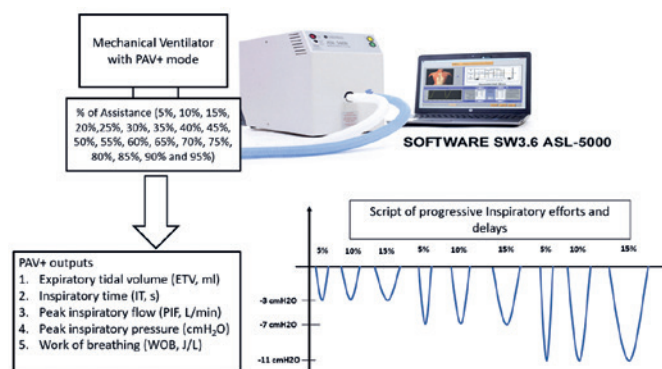 Mechanical Ventilator
with PAV+ mode
% of Assistance (5%, 10%, 15%,
20%,25%, 30%, 35%, 40%, 45%,
50%, 55%, 60%, 65%, 70%, 75%,
80%, 85%, 90% and 95%)
SOFTWARE SW3.6 ASL-5000
PAV+ outputs
1. Expiratory tidal volume (ETV, ml)
2. Inspiratory time (IT, s)
3. Peak inspiratory flow (PIF, L/min)
4. Peak inspiratory pressure (cmH₂O)
5. Work of breathing (WOB, J/L)
Script of progressive Inspiratory efforts and
delays
5% 10% 15% 5% 10% 15% 5% 10% 15%
-3 cmH2O
-7 cmH2O
-11 cmH2O